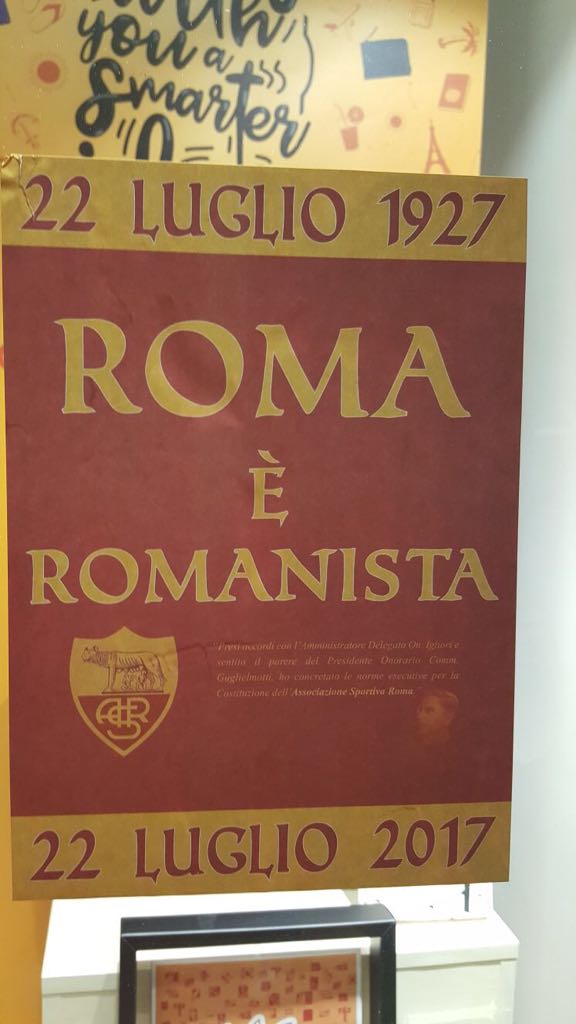 you a
Smarter
22 LUGLIO 1927
ROMA
È
ROMANISTA
"Presi accordi con l'Amministratore Delegato On. Igliori e
sentito il parere del Presidente Onorario Comm.
Guglielmotti, ho concretato le norme esecutive per la
Costituzione dell'Associazione Sportiva Roma
ASR
22 LUGLIO 2017